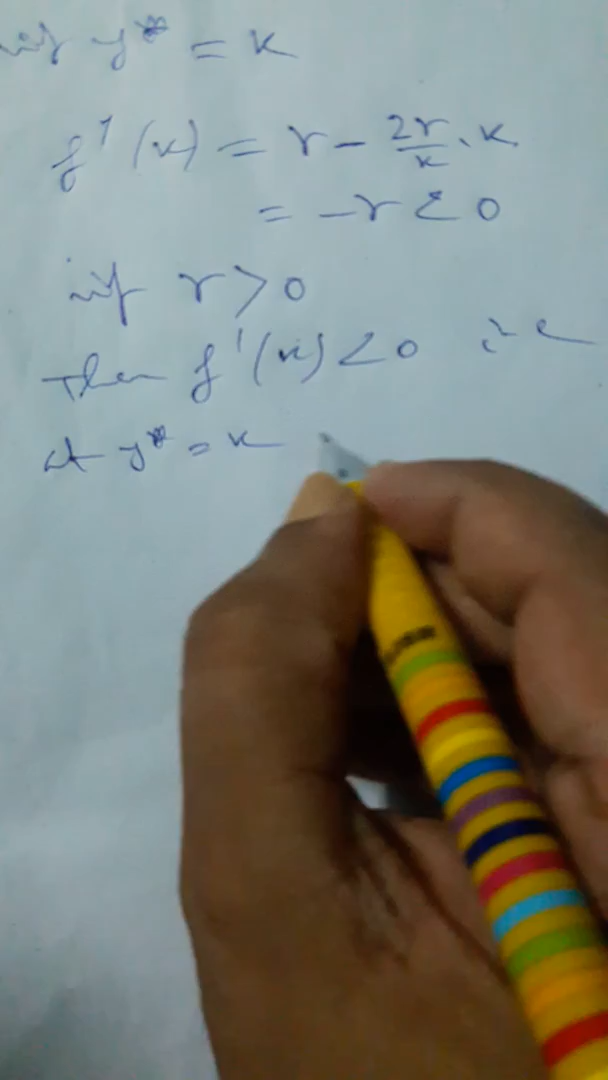 if y* = K
f'(K) = r - 2r/K . K
= -r < 0
if r > 0
Then f'(K) < 0 i.e
at y* = K